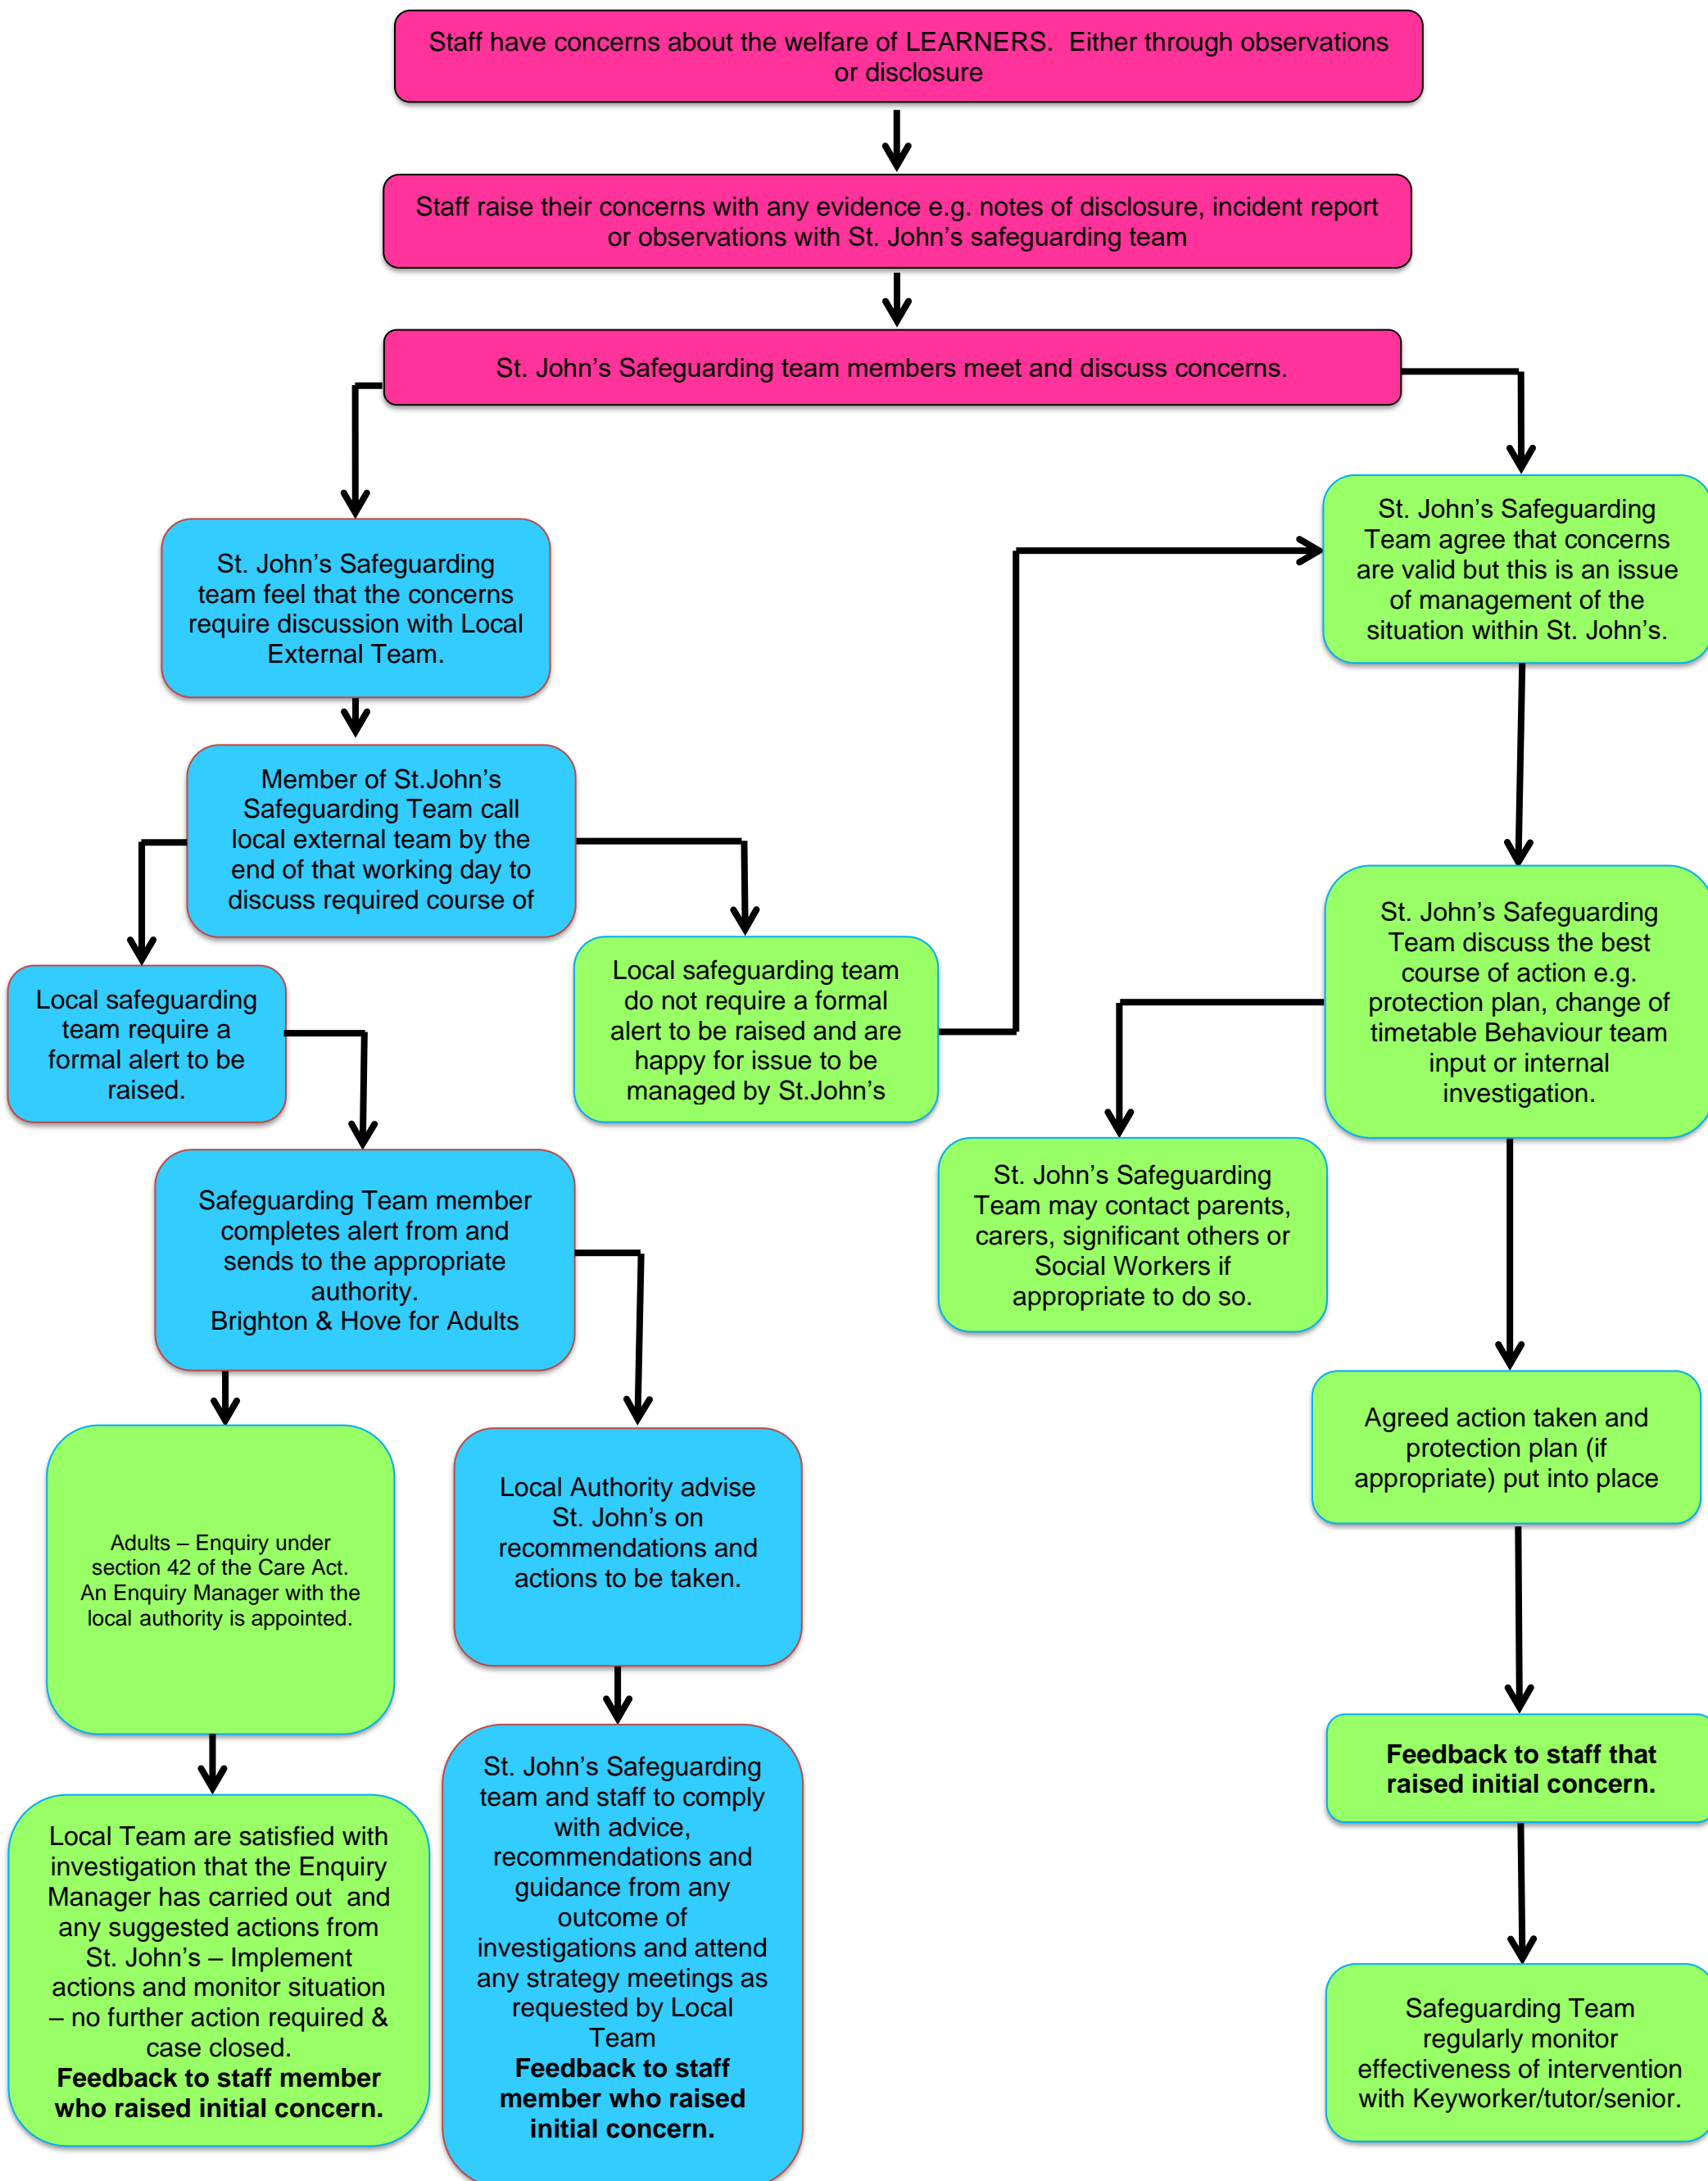 Staff have concerns about the welfare of LEARNERS.  Either through observations
or disclosure
Staff raise their concerns with any evidence e.g. notes of disclosure, incident report
or observations with St. John’s safeguarding team
St. John’s Safeguarding team members meet and discuss concerns.
St. John’s Safeguarding
team feel that the concerns
require discussion with Local
External Team.
St. John’s Safeguarding
Team agree that concerns
are valid but this is an issue
of management of the
situation within St. John’s.
Member of St.John’s
Safeguarding Team call
local external team by the
end of that working day to
discuss required course of
Local safeguarding
team require a
formal alert to be
raised.
Local safeguarding team
do not require a formal
alert to be raised and are
happy for issue to be
managed by St.John’s
St. John’s Safeguarding
Team discuss the best
course of action e.g.
protection plan, change of
timetable Behaviour team
input or internal
investigation.
Safeguarding Team member
completes alert from and
sends to the appropriate
authority.
Brighton & Hove for Adults
St. John’s Safeguarding
Team may contact parents,
carers, significant others or
Social Workers if
appropriate to do so.
Agreed action taken and
protection plan (if
appropriate) put into place
Adults – Enquiry under
section 42 of the Care Act.
An Enquiry Manager with the
local authority is appointed.
Local Authority advise
St. John’s on
recommendations and
actions to be taken.
Feedback to staff that
raised initial concern.
Local Team are satisfied with
investigation that the Enquiry
Manager has carried out  and
any suggested actions from
St. John’s – Implement
actions and monitor situation
– no further action required &
case closed.
Feedback to staff member
who raised initial concern.
St. John’s Safeguarding
team and staff to comply
with advice,
recommendations and
guidance from any
outcome of
investigations and attend
any strategy meetings as
requested by Local
Team
Feedback to staff
member who raised
initial concern.
Safeguarding Team
regularly monitor
effectiveness of intervention
with Keyworker/tutor/senior.